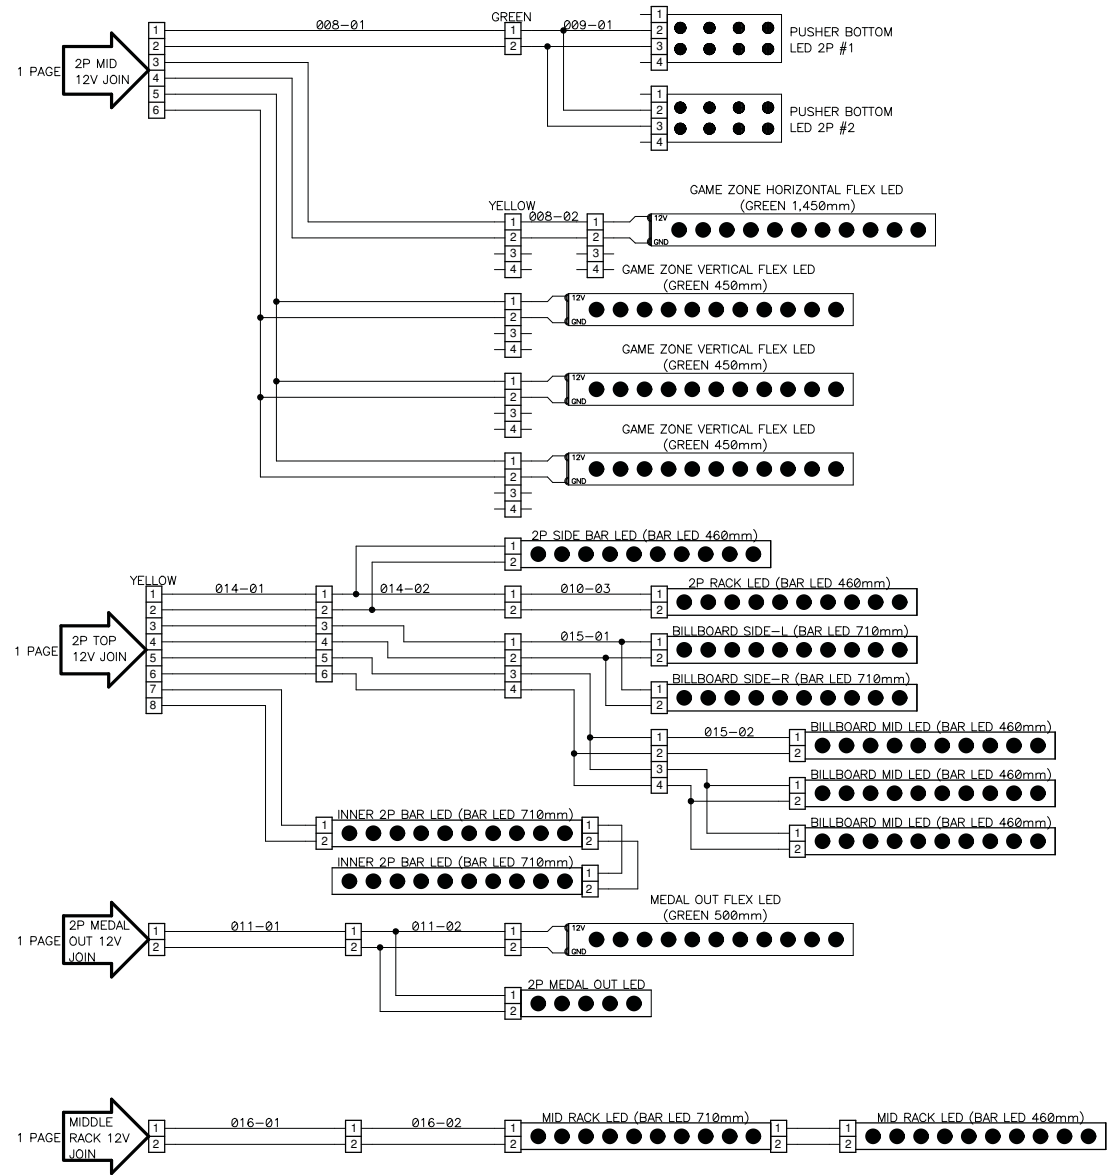 GREEN
008-01
009-01
1
2
3
4
5
6
1 PAGE
2P MID
12V JOIN
1
2
1
2
3
4
PUSHER BOTTOM
LED 2P #1
1
2
3
4
PUSHER BOTTOM
LED 2P #2
GAME ZONE HORIZONTAL FLEX LED
(GREEN 1,450mm)
YELLOW
008-02
1
2
3
4
1
2
3
4
12V
GND
GAME ZONE VERTICAL FLEX LED
(GREEN 450mm)
1
2
3
4
12V
GND
GAME ZONE VERTICAL FLEX LED
(GREEN 450mm)
1
2
3
4
12V
GND
GAME ZONE VERTICAL FLEX LED
(GREEN 450mm)
1
2
3
4
12V
GND
2P SIDE BAR LED (BAR LED 460mm)
1
2
YELLOW
014-01
014-02
010-03
2P RACK LED (BAR LED 460mm)
1
2
3
4
5
6
7
8
1 PAGE
2P TOP
12V JOIN
1
2
3
4
5
6
1
2
1
2
015-01
1
2
3
4
BILLBOARD SIDE-L (BAR LED 710mm)
1
2
BILLBOARD SIDE-R (BAR LED 710mm)
1
2
015-02
1
2
3
4
BILLBOARD MID LED (BAR LED 460mm)
1
2
BILLBOARD MID LED (BAR LED 460mm)
1
2
BILLBOARD MID LED (BAR LED 460mm)
1
2
INNER 2P BAR LED (BAR LED 710mm)
1
2
1
2
INNER 2P BAR LED (BAR LED 710mm)
1
2
MEDAL OUT FLEX LED
(GREEN 500mm)
1 PAGE
2P MEDAL
OUT 12V
JOIN
1
2
011-01
1
2
011-02
1
2
12V
GND
2P MEDAL OUT LED
1
2
1 PAGE
MIDDLE
RACK 12V
JOIN
1
2
016-01
1
2
016-02
1
2
MID RACK LED (BAR LED 710mm)
1
2
1
2
MID RACK LED (BAR LED 460mm)